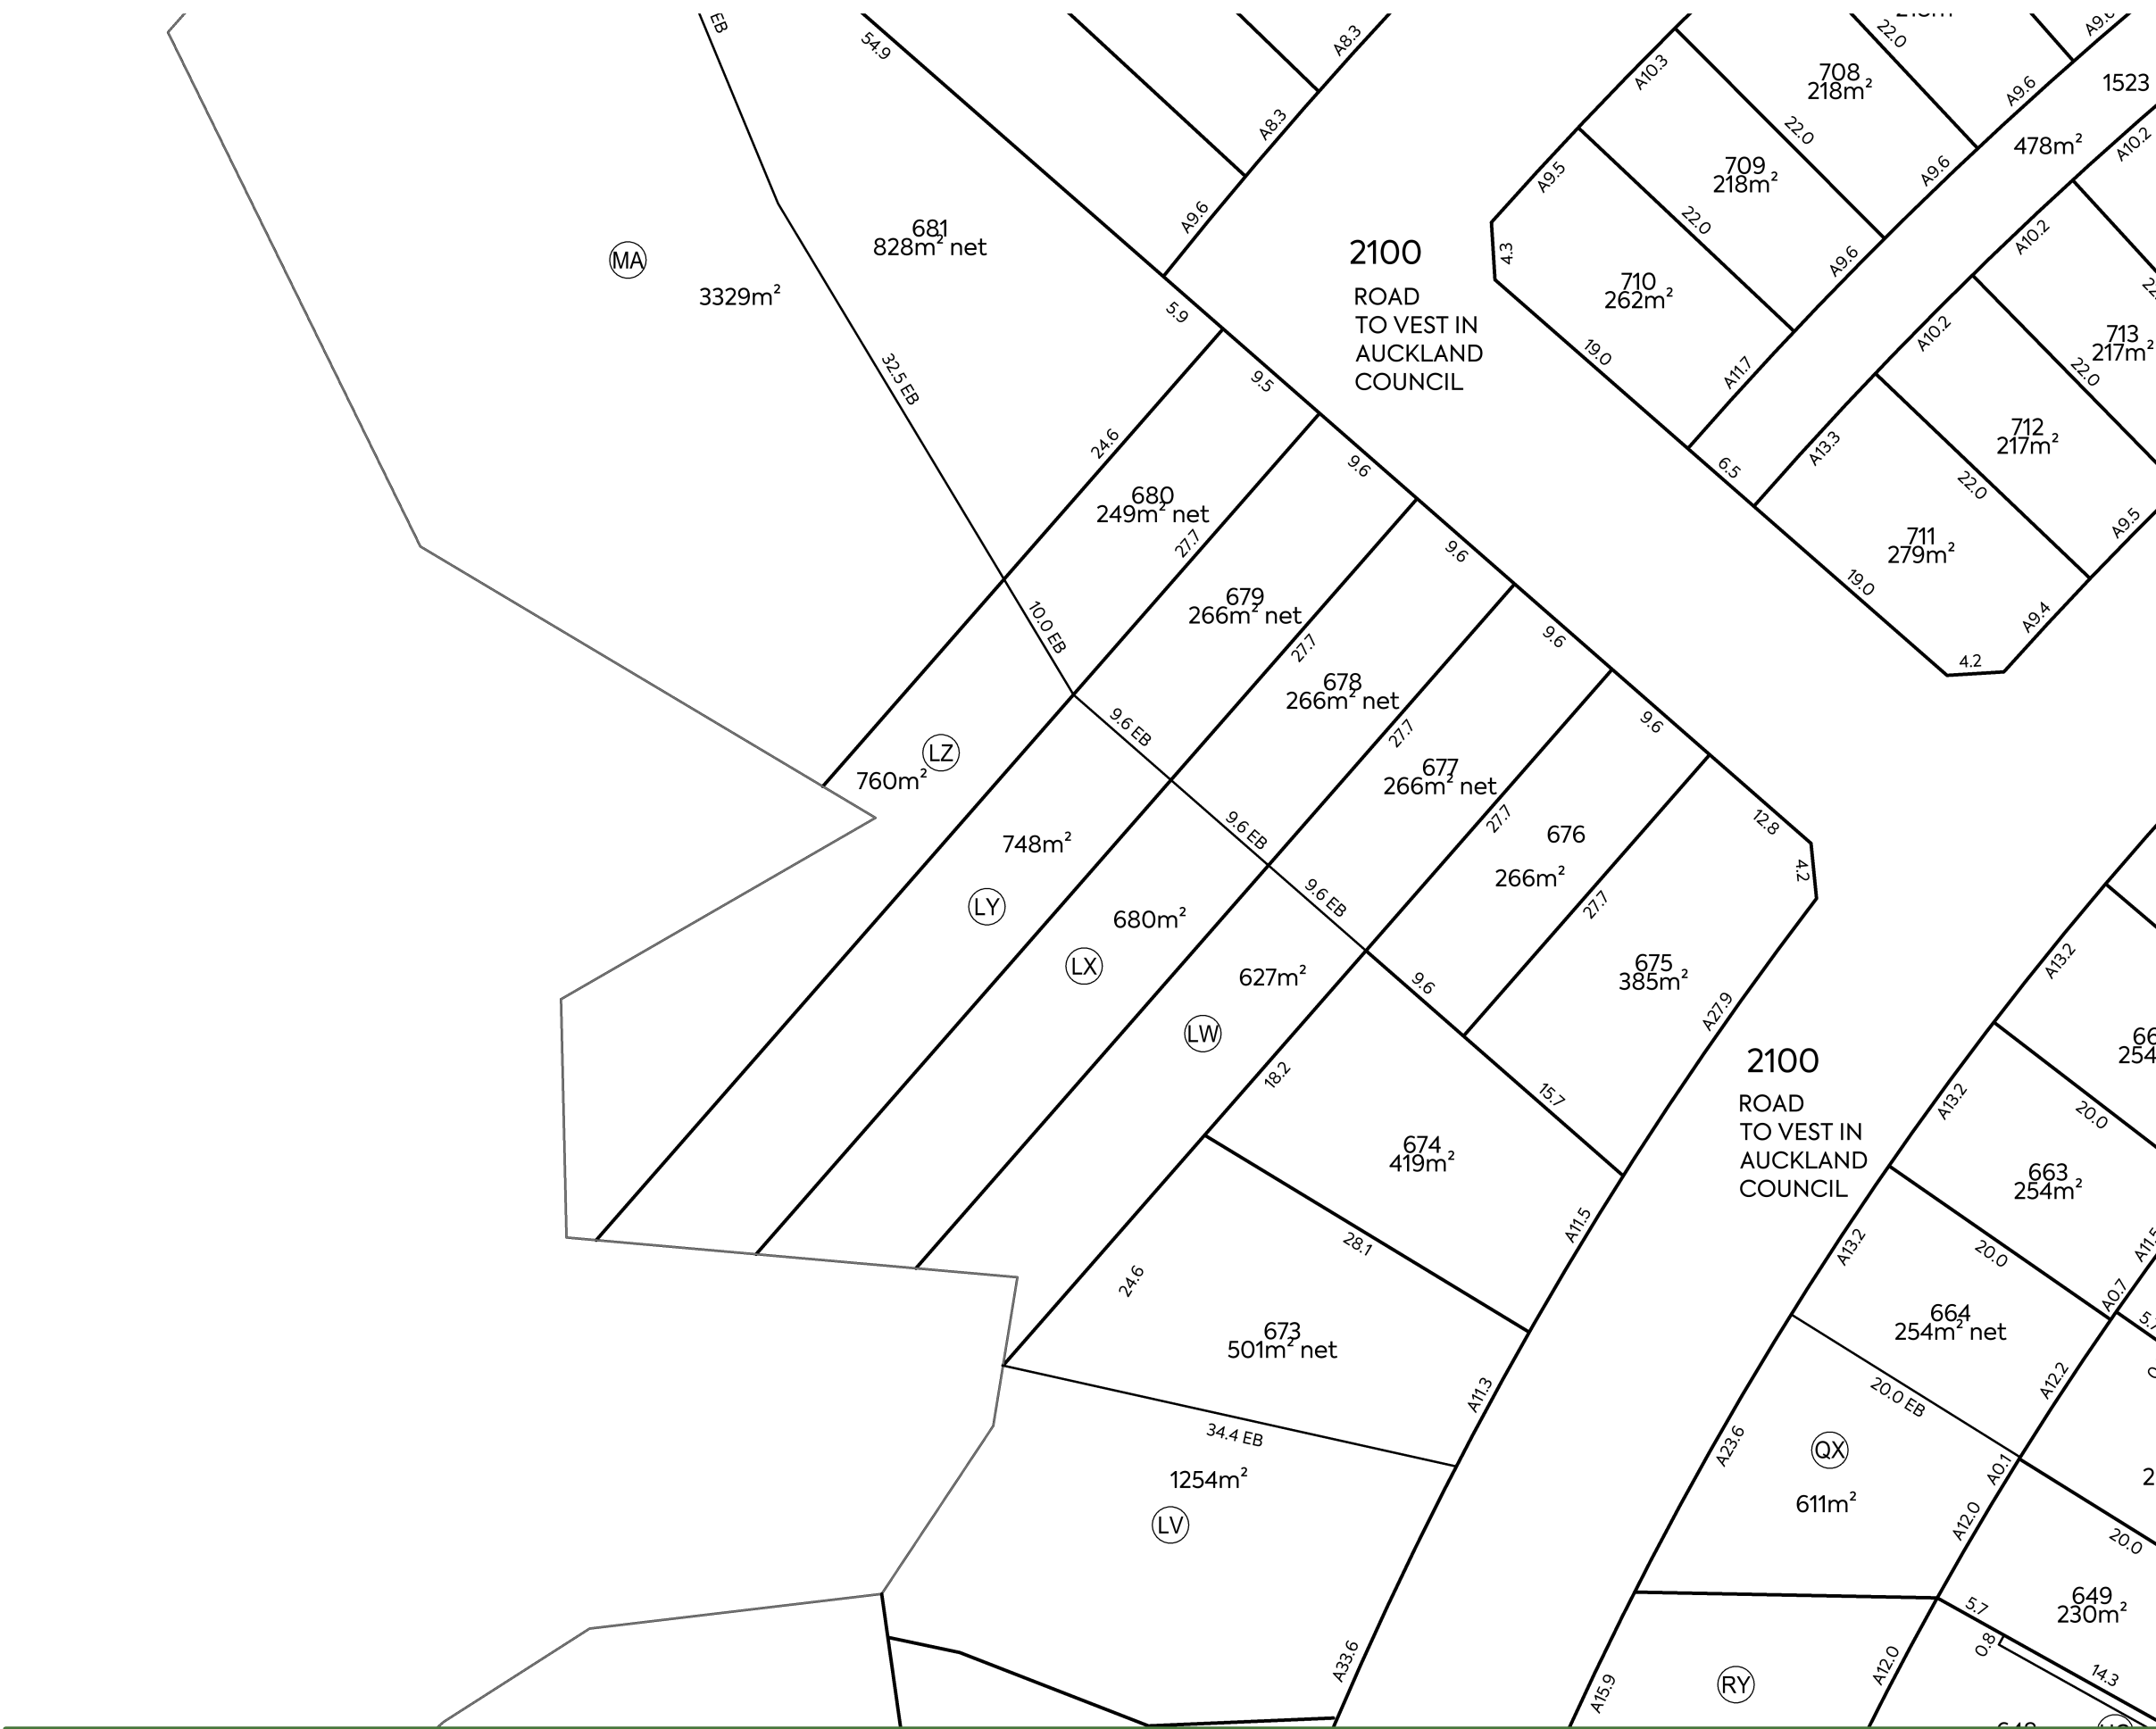 EB
54.9
A8.3
A8.3
A9.6
A10.3
22.0
A9.6
1523
708
218m²
22.0
478m²
A10.2
A9.5
709
218m²
A9.6
22.0
4.3
710
262m²
A9.6
A10.2
681
828m² net
MA
3329m²
2100
ROAD
TO VEST IN
AUCKLAND
COUNCIL
5.9
19.0
A11.7
A10.2
713
217m²
22.0
32.5 EB
9.5
24.6
9.6
6.5
A13.3
712
217m²
22.0
680
249m² net
27.7
9.6
711
279m²
A9.5
19.0
A9.4
4.2
10.0 EB
679
266m² net
27.7
9.6
678
266m² net
27.7
9.6
9.6 EB
LZ
760m²
677
266m² net
27.7
12.8
4.2
9.6 EB
748m²
LY
676
266m²
27.7
9.6 EB
680m²
LX
627m²
LW
9.6
675
385m²
A27.9
A13.2
2100
ROAD
TO VEST IN
AUCKLAND
COUNCIL
18.2
15.7
A13.2
20.0
674
419m²
663
254m²
A11.5
28.1
A13.2
20.0
A11.5
A0.7
24.6
673
501m² net
664
254m² net
A11.3
20.0 EB
A12.2
34.4 EB
1254m²
LV
A23.6
QX
611m²
A0.1
A12.0
20.0
649
230m²
5.7
0.8
14.3
A33.6
A15.9
RY
A12.0